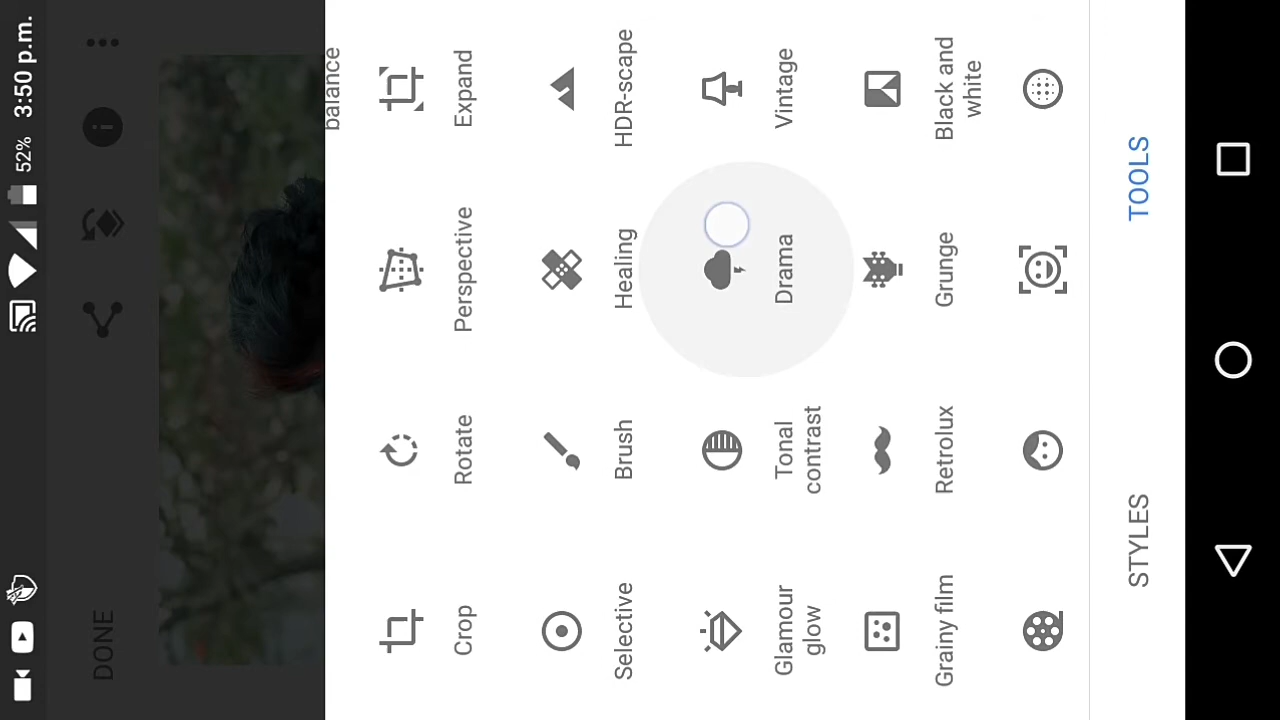 52% 3:50 p.m.
DONE
balance
Crop
Rotate
Perspective
Expand
Selective
Brush
Healing
HDR-scape
Glamour
glow
Tonal
contrast
Drama
Vintage
Grainy film
Retrolux
Grunge
Black and
white
STYLES
TOOLS